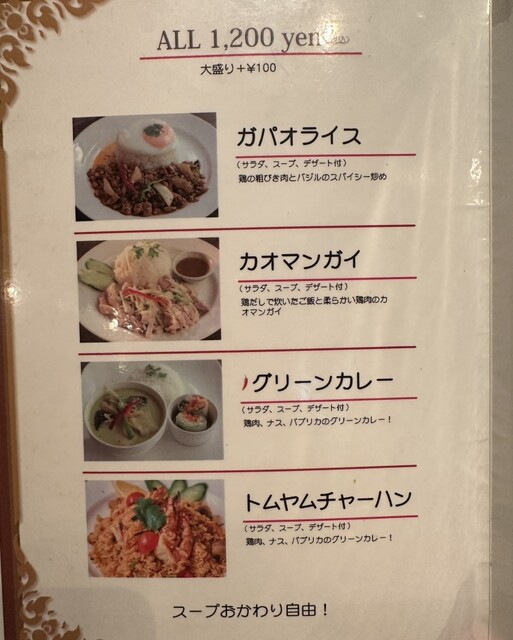 ALL 1,200 yen(税込)
大盛り+¥100
ガパオライス
(サラダ、スープ、デザート付)
鶏の粗びき肉とバジルのスパイシー炒め
カオマンガイ
(サラダ、スープ、デザート付)
鶏だしで炊いたご飯と柔らかい鶏肉のカ
オマンガイ
グリーンカレー
(サラダ、スープ、デザート付)
鶏肉、ナス、パプリカのグリーンカレー!
トムヤムチャーハン
(サラダ、スープ、デザート付)
鶏肉、ナス、パプリカのグリーンカレー!
スープおかわり自由!